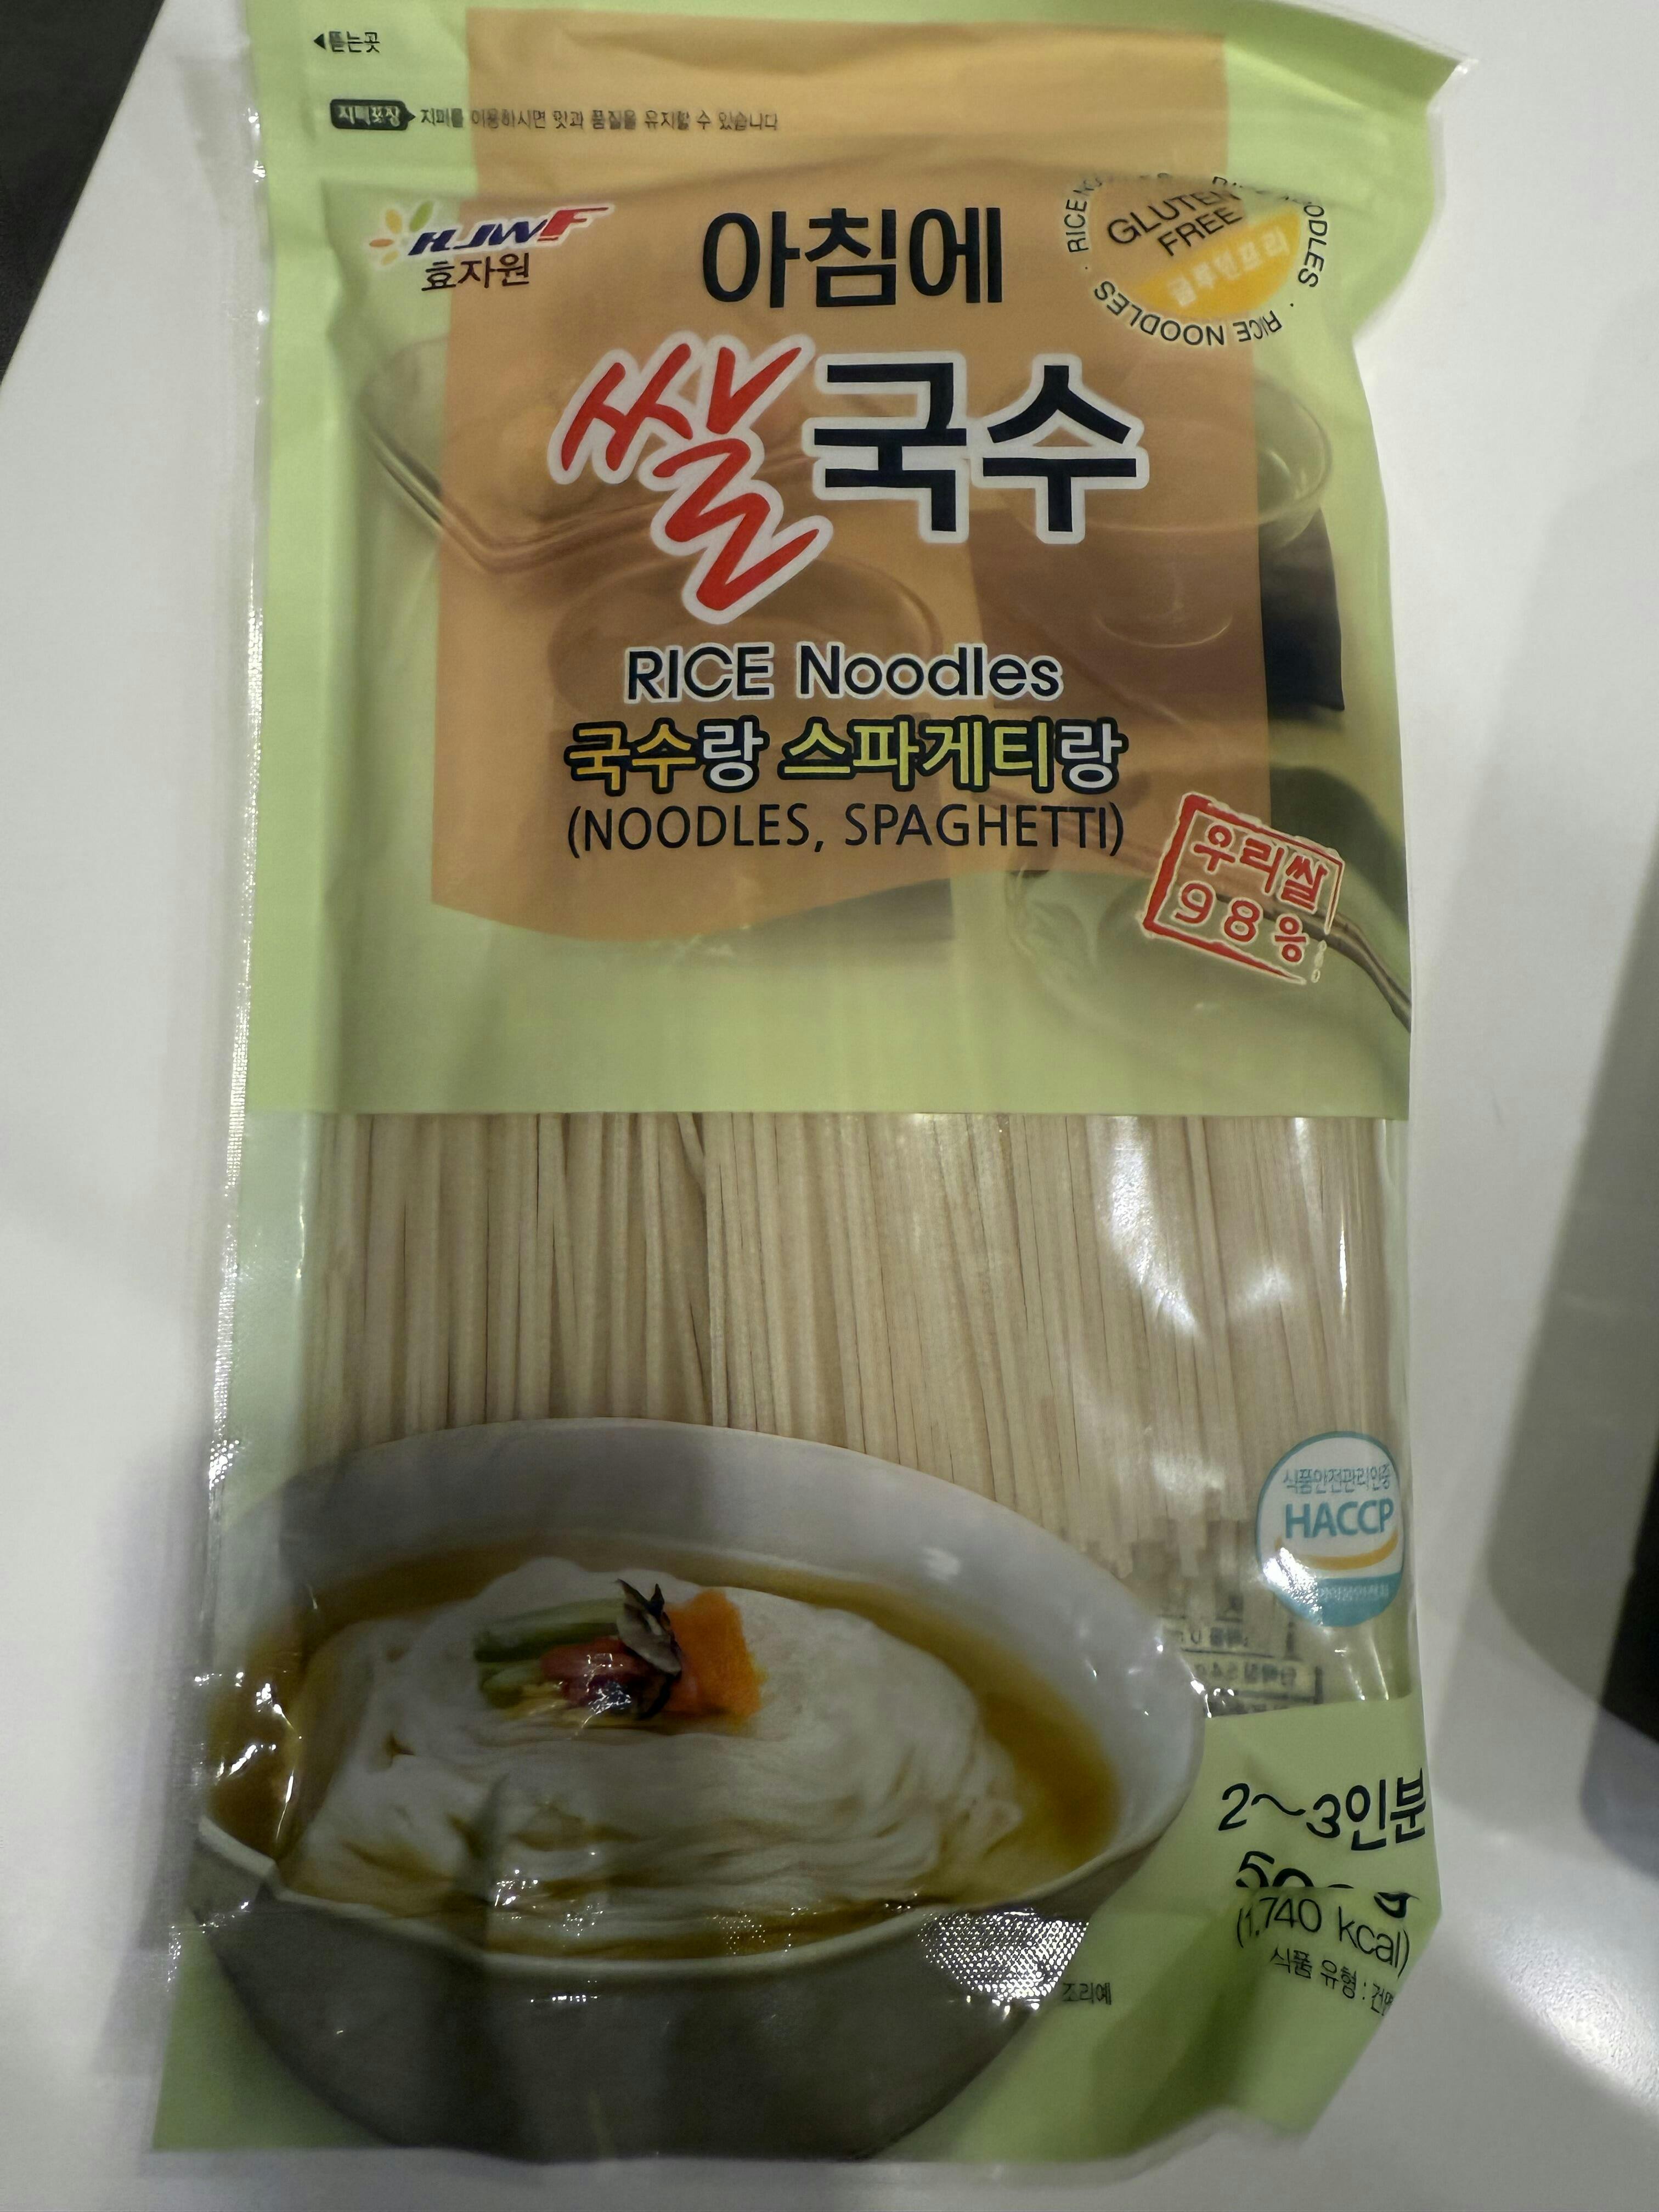 ◀뜯는곳
지퍼포장 지퍼를 이용하시면 맛과 품질을 유지할 수 있습니다
HJWF
효자원
아침에
쌀국수
GLUTEN
FREE
글루텐프리
RICE NOODLES · RICE NOODLES ·
RICE Noodles
국수랑 스파게티랑
(NOODLES, SPAGHETTI)
우리쌀
98%
식품안전관리인증
HACCP
2~3인분
(1,740 kcal)
식품 유형 : 건면
조리예